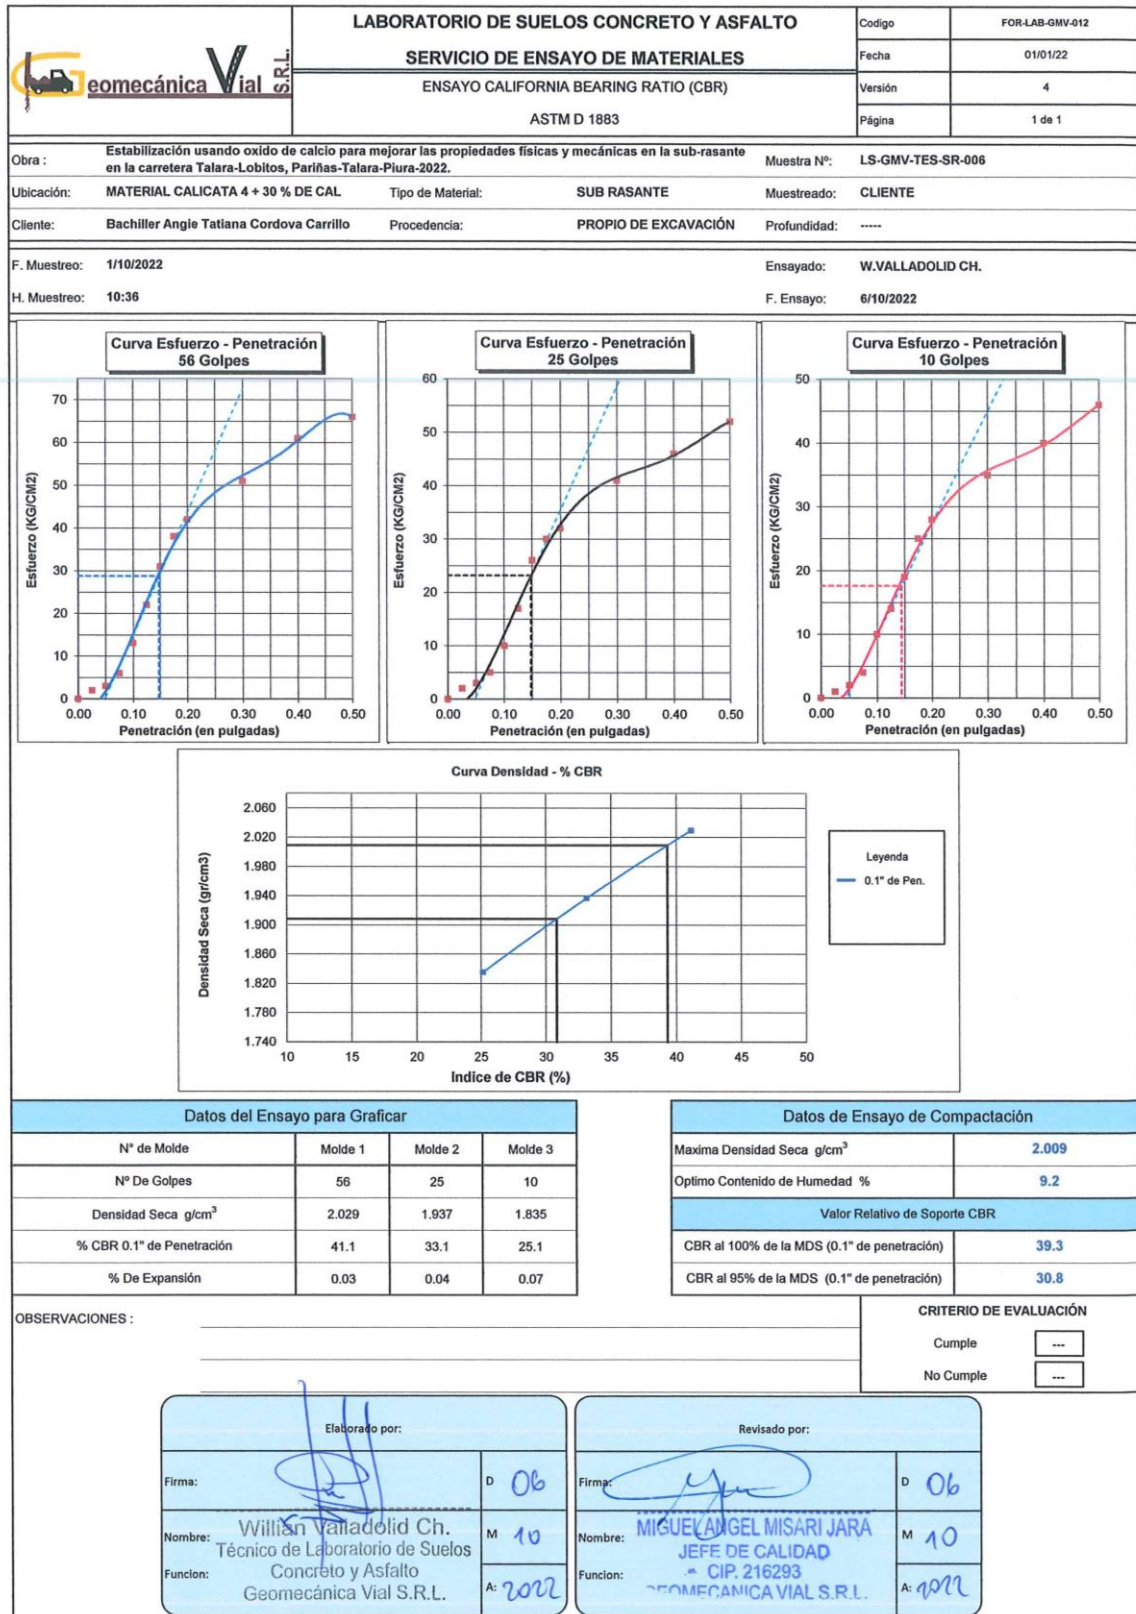 Geomecánica Vial S.R.L.
LABORATORIO DE SUELOS CONCRETO Y ASFALTO
SERVICIO DE ENSAYO DE MATERIALES
ENSAYO CALIFORNIA BEARING RATIO (CBR)
ASTM D 1883
Codigo FOR-LAB-GMV-012
Fecha 01/01/22
Versión 4
Página 1 de 1
Obra : Estabilización usando oxido de calcio para mejorar las propiedades físicas y mecánicas en la sub-rasante
en la carretera Talara-Lobitos, Pariñas-Talara-Piura-2022.
Muestra Nº: LS-GMV-TES-SR-006
Ubicación: MATERIAL CALICATA 4 + 30 % DE CAL Tipo de Material: SUB RASANTE Muestreado: CLIENTE
Cliente: Bachiller Angie Tatiana Cordova Carrillo Procedencia: PROPIO DE EXCAVACIÓN Profundidad: -----
F. Muestreo: 1/10/2022 Ensayado: W.VALLADOLID CH.
H. Muestreo: 10:36 F. Ensayo: 6/10/2022
Curva Esfuerzo - Penetración
56 Golpes
70
60
50
40
30
20
10
0
Esfuerzo (KG/CM2)
0.00 0.10 0.20 0.30 0.40 0.50
Penetración (en pulgadas)
Curva Esfuerzo - Penetración
25 Golpes
60
50
40
30
20
10
0
Esfuerzo (KG/CM2)
0.00 0.10 0.20 0.30 0.40 0.50
Penetración (en pulgadas)
Curva Esfuerzo - Penetración
10 Golpes
50
40
30
20
10
0
Esfuerzo (KG/CM2)
0.00 0.10 0.20 0.30 0.40 0.50
Penetración (en pulgadas)
Curva Densidad - % CBR
2.060
2.020
1.980
1.940
1.900
1.860
1.820
1.780
1.740
Densidad Seca (gr/cm3)
10 15 20 25 30 35 40 45 50
Indice de CBR (%)
Leyenda
0.1" de Pen.
Datos del Ensayo para Graficar
N° de Molde Molde 1 Molde 2 Molde 3
Nº De Golpes 56 25 10
Densidad Seca g/cm³ 2.029 1.937 1.835
% CBR 0.1" de Penetración 41.1 33.1 25.1
% De Expansión 0.03 0.04 0.07
Datos de Ensayo de Compactación
Maxima Densidad Seca g/cm³ 2.009
Optimo Contenido de Humedad % 9.2
Valor Relativo de Soporte CBR
CBR al 100% de la MDS (0.1" de penetración) 39.3
CBR al 95% de la MDS (0.1" de penetración) 30.8
OBSERVACIONES :
CRITERIO DE EVALUACIÓN
Cumple ---
No Cumple ---
Elaborado por:
Firma: D 06
Nombre: Willian Valladolid Ch. M 10
Técnico de Laboratorio de Suelos
Funcion: Concreto y Asfalto
Geomecánica Vial S.R.L. A: 2022
Revisado por:
Firma: D 06
Nombre: MIGUEL ANGEL MISARI JARA M 10
JEFE DE CALIDAD
Funcion: CIP. 216293
GEOMECANICA VIAL S.R.L. A: 2022